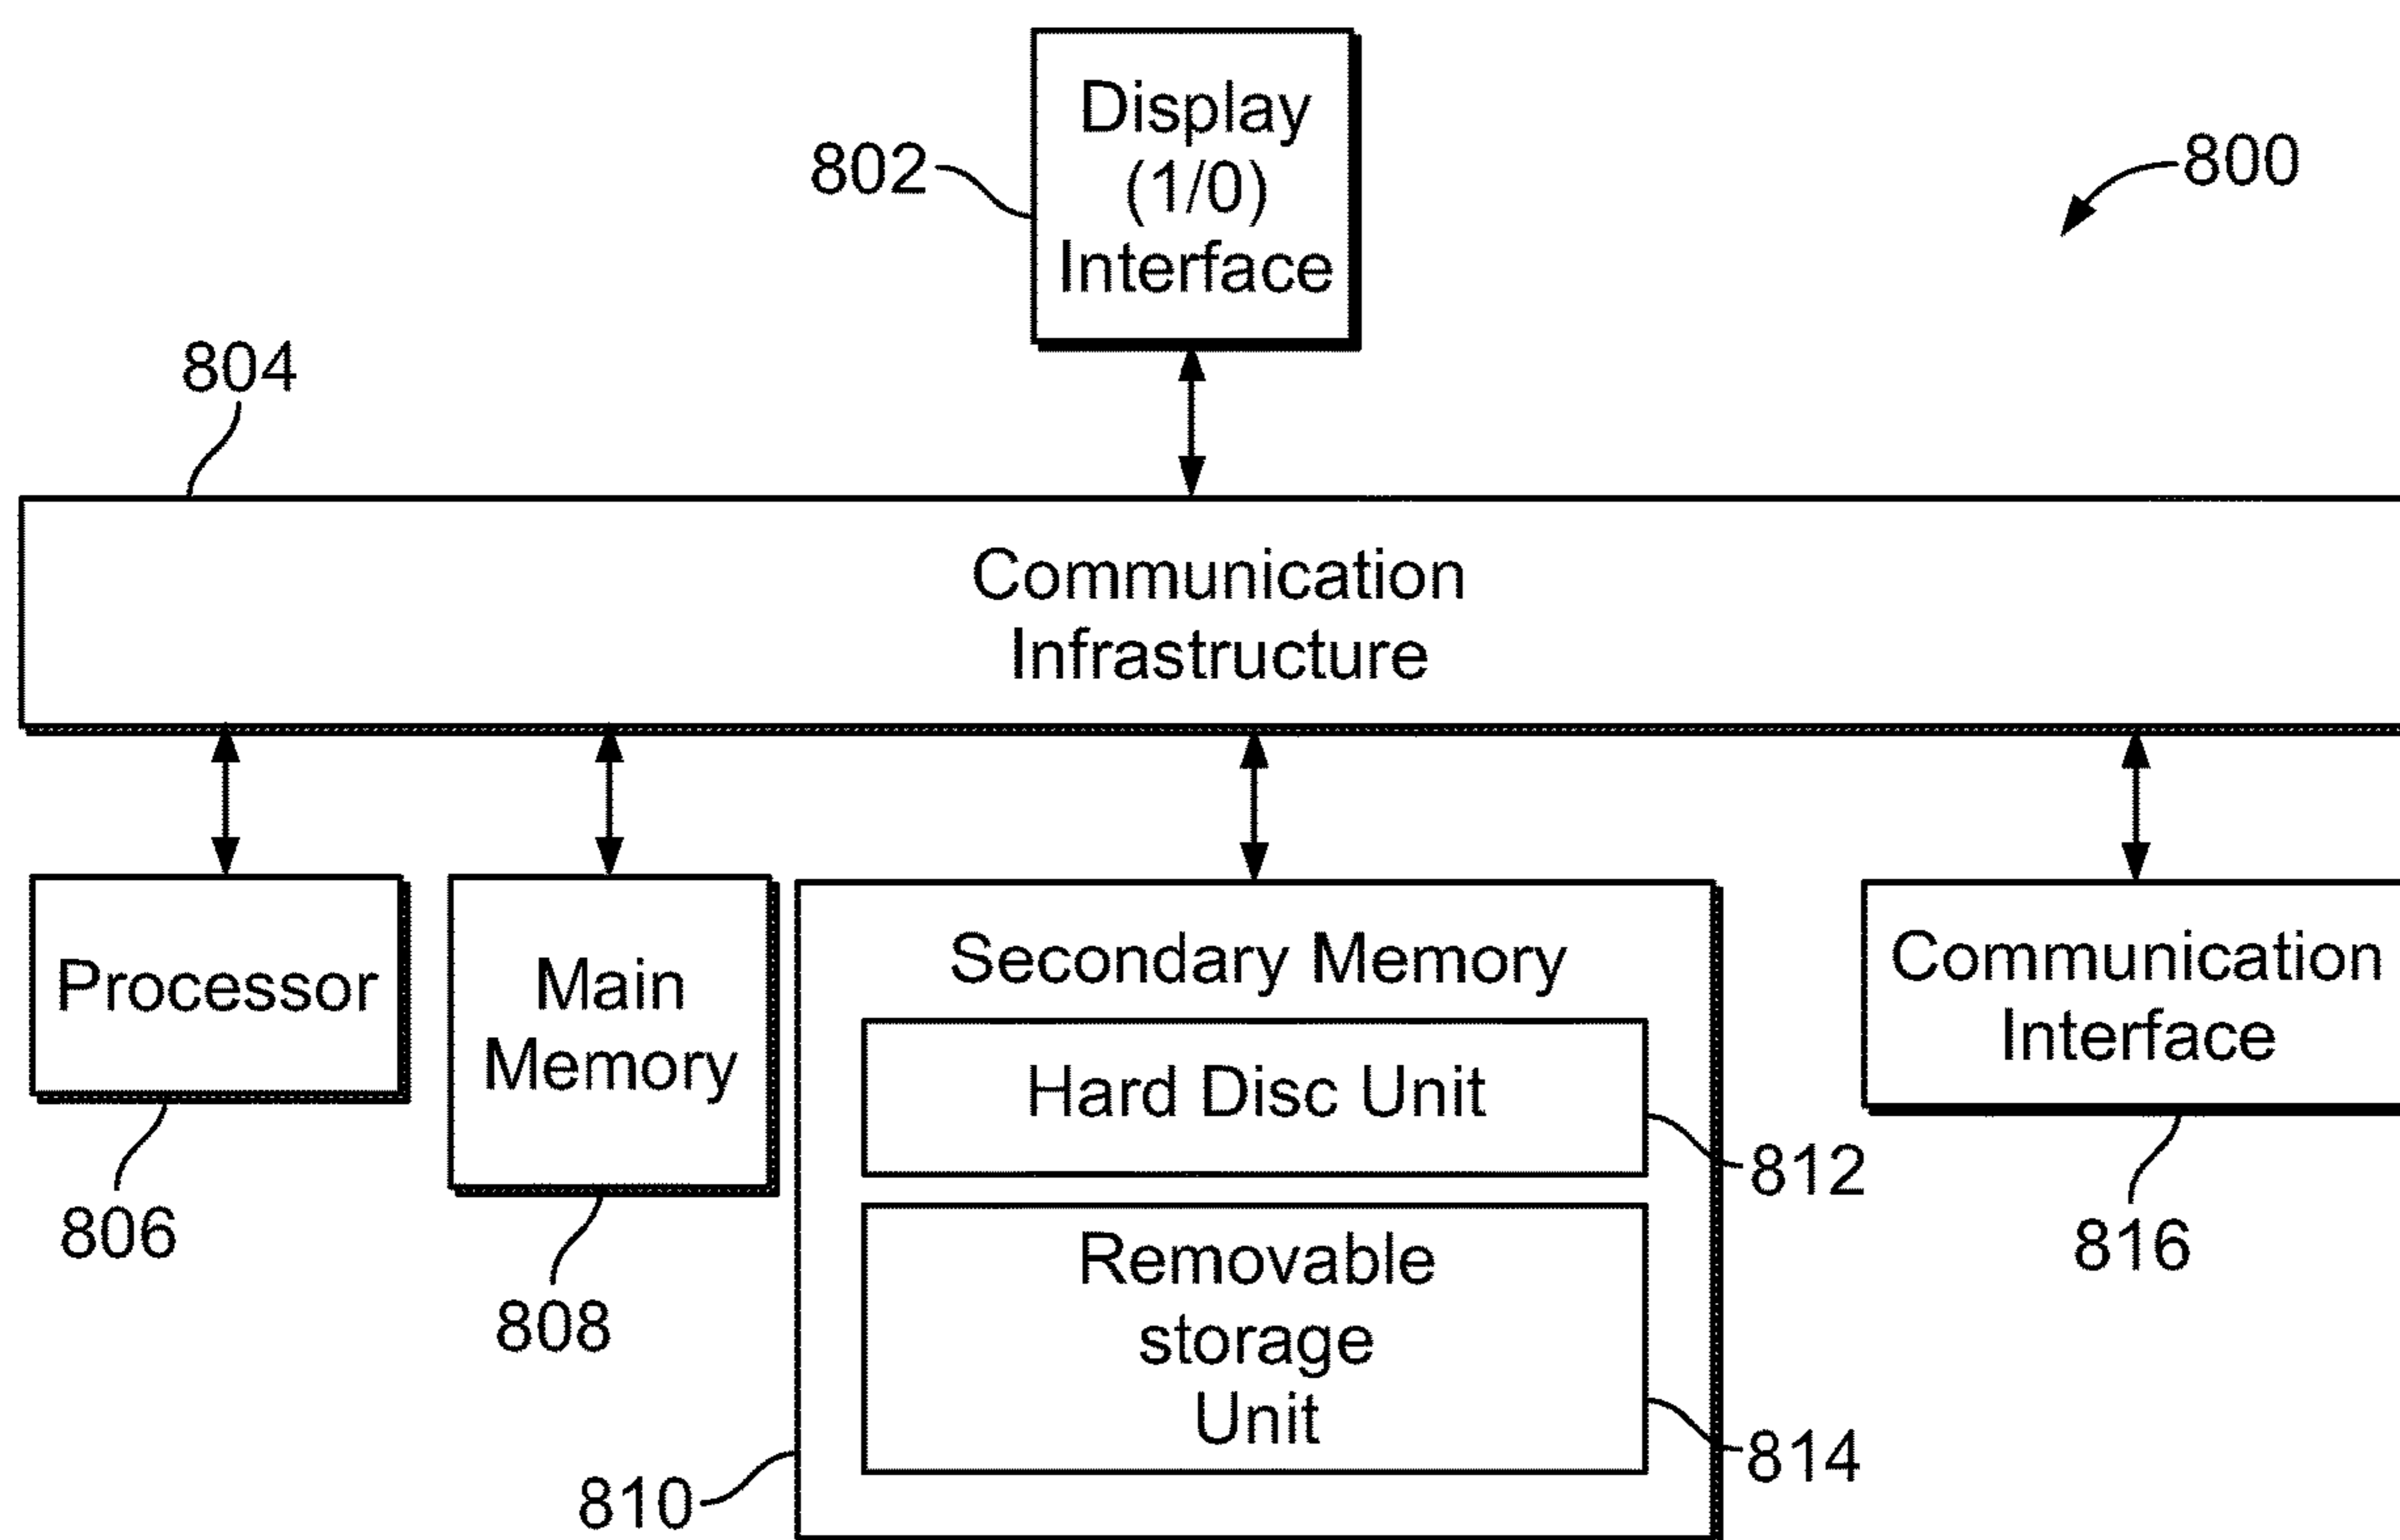 Display
(1/0)
Interface
802
800
804
Communication
Infrastructure
Processor
806
Main
Memory
808
Secondary Memory
Hard Disc Unit
812
Removable
storage
Unit
814
810
Communication
Interface
816